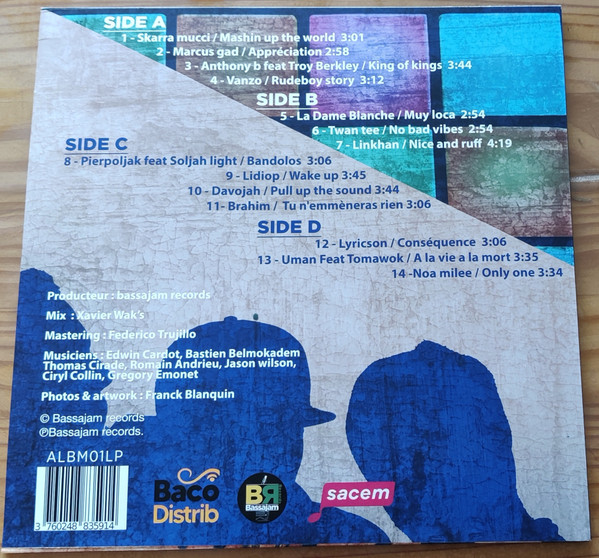 SIDE A
1 - Skarra mucci / Mashin up the world 3:01
2 - Marcus gad / Appréciation 2:58
3 - Anthony b feat Troy Berkley / King of kings 3:44
4 - Vanzo / Rudeboy story 3:12
SIDE B
5 - La Dame Blanche / Muy loca 2:54
6 - Twan tee / No bad vibes 2:54
7 - Linkhan / Nice and ruff 4:19
SIDE C
8 - Pierpoljak feat Soljah light / Bandolos 3:06
9 - Lidiop / Wake up 3:45
10 - Davojah / Pull up the sound 3:44
11- Brahim / Tu n'emmèneras rien 3:06
SIDE D
12 - Lyricson / Conséquence 3:06
13 - Uman Feat Tomawok / A la vie a la mort 3:35
14 -Noa milee / Only one 3:34
Producteur : bassajam records
Mix : Xavier Wak's
Mastering : Federico Trujillo
Musiciens : Edwin Cardot, Bastien Belmokadem
Thomas Cirade, Romain Andrieu, Jason wilson,
Ciryl Collin, Gregory Emonet
Photos & artwork : Franck Blanquin
© Bassajam records
℗Bassajam records.
ALBM01LP
3 760248 835914
Baco
Distrib
BR
Bassajam
sacem